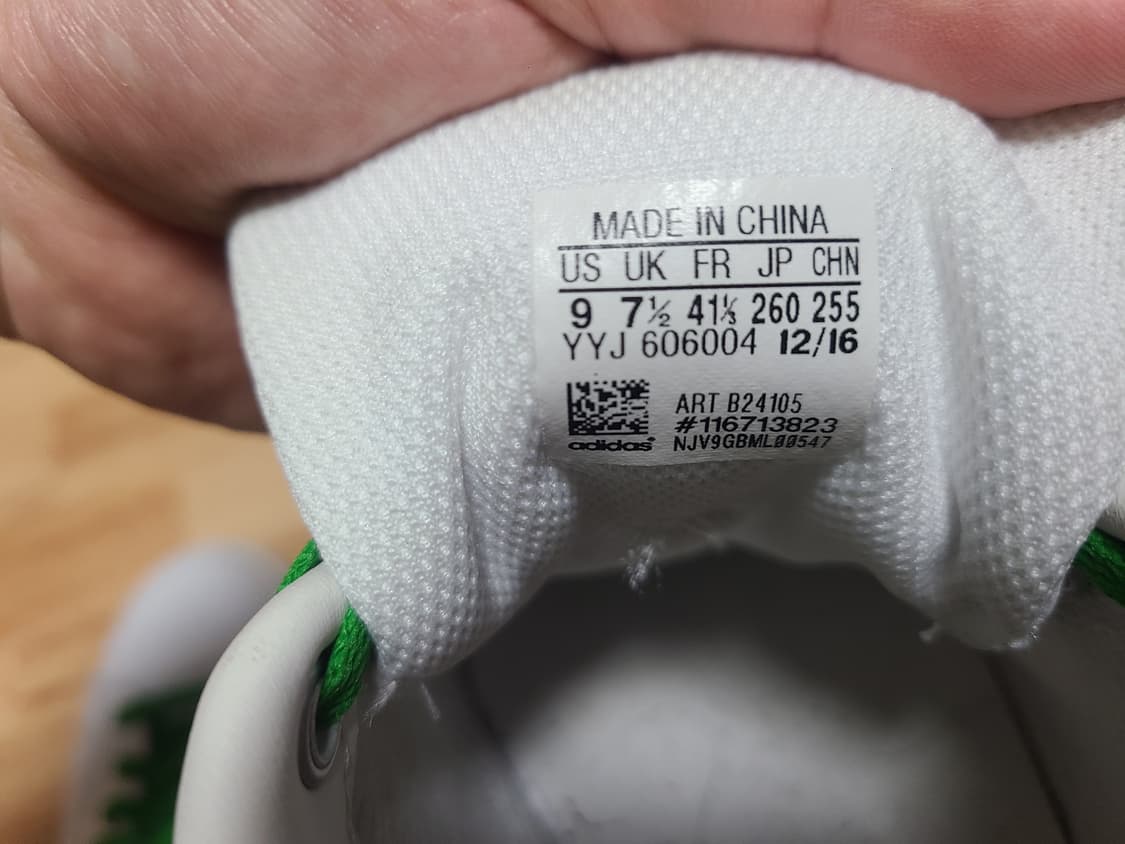 MADE IN CHINA
US UK FR JP CHN
9 7½ 41⅓ 260 255
YYJ 606004 12/16
ART B24105
#116713823
adidas NJV9GBML00547